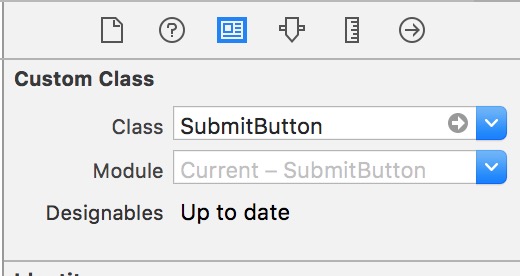 Custom Class
Class SubmitButton
Module Current – SubmitButton
Designables Up to date